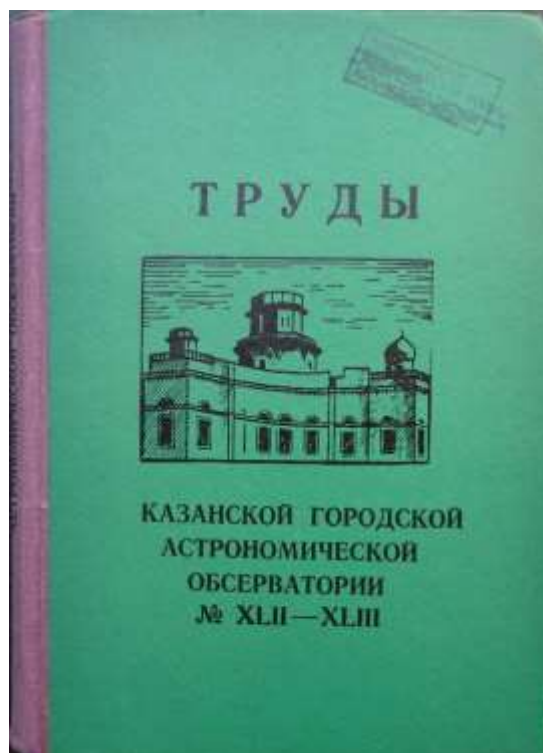 ТРУДЫ
КАЗАНСКОЙ ГОРОДСКОЙ
АСТРОНОМИЧЕСКОЙ
ОБСЕРВАТОРИИ
№ XLII—XLIII